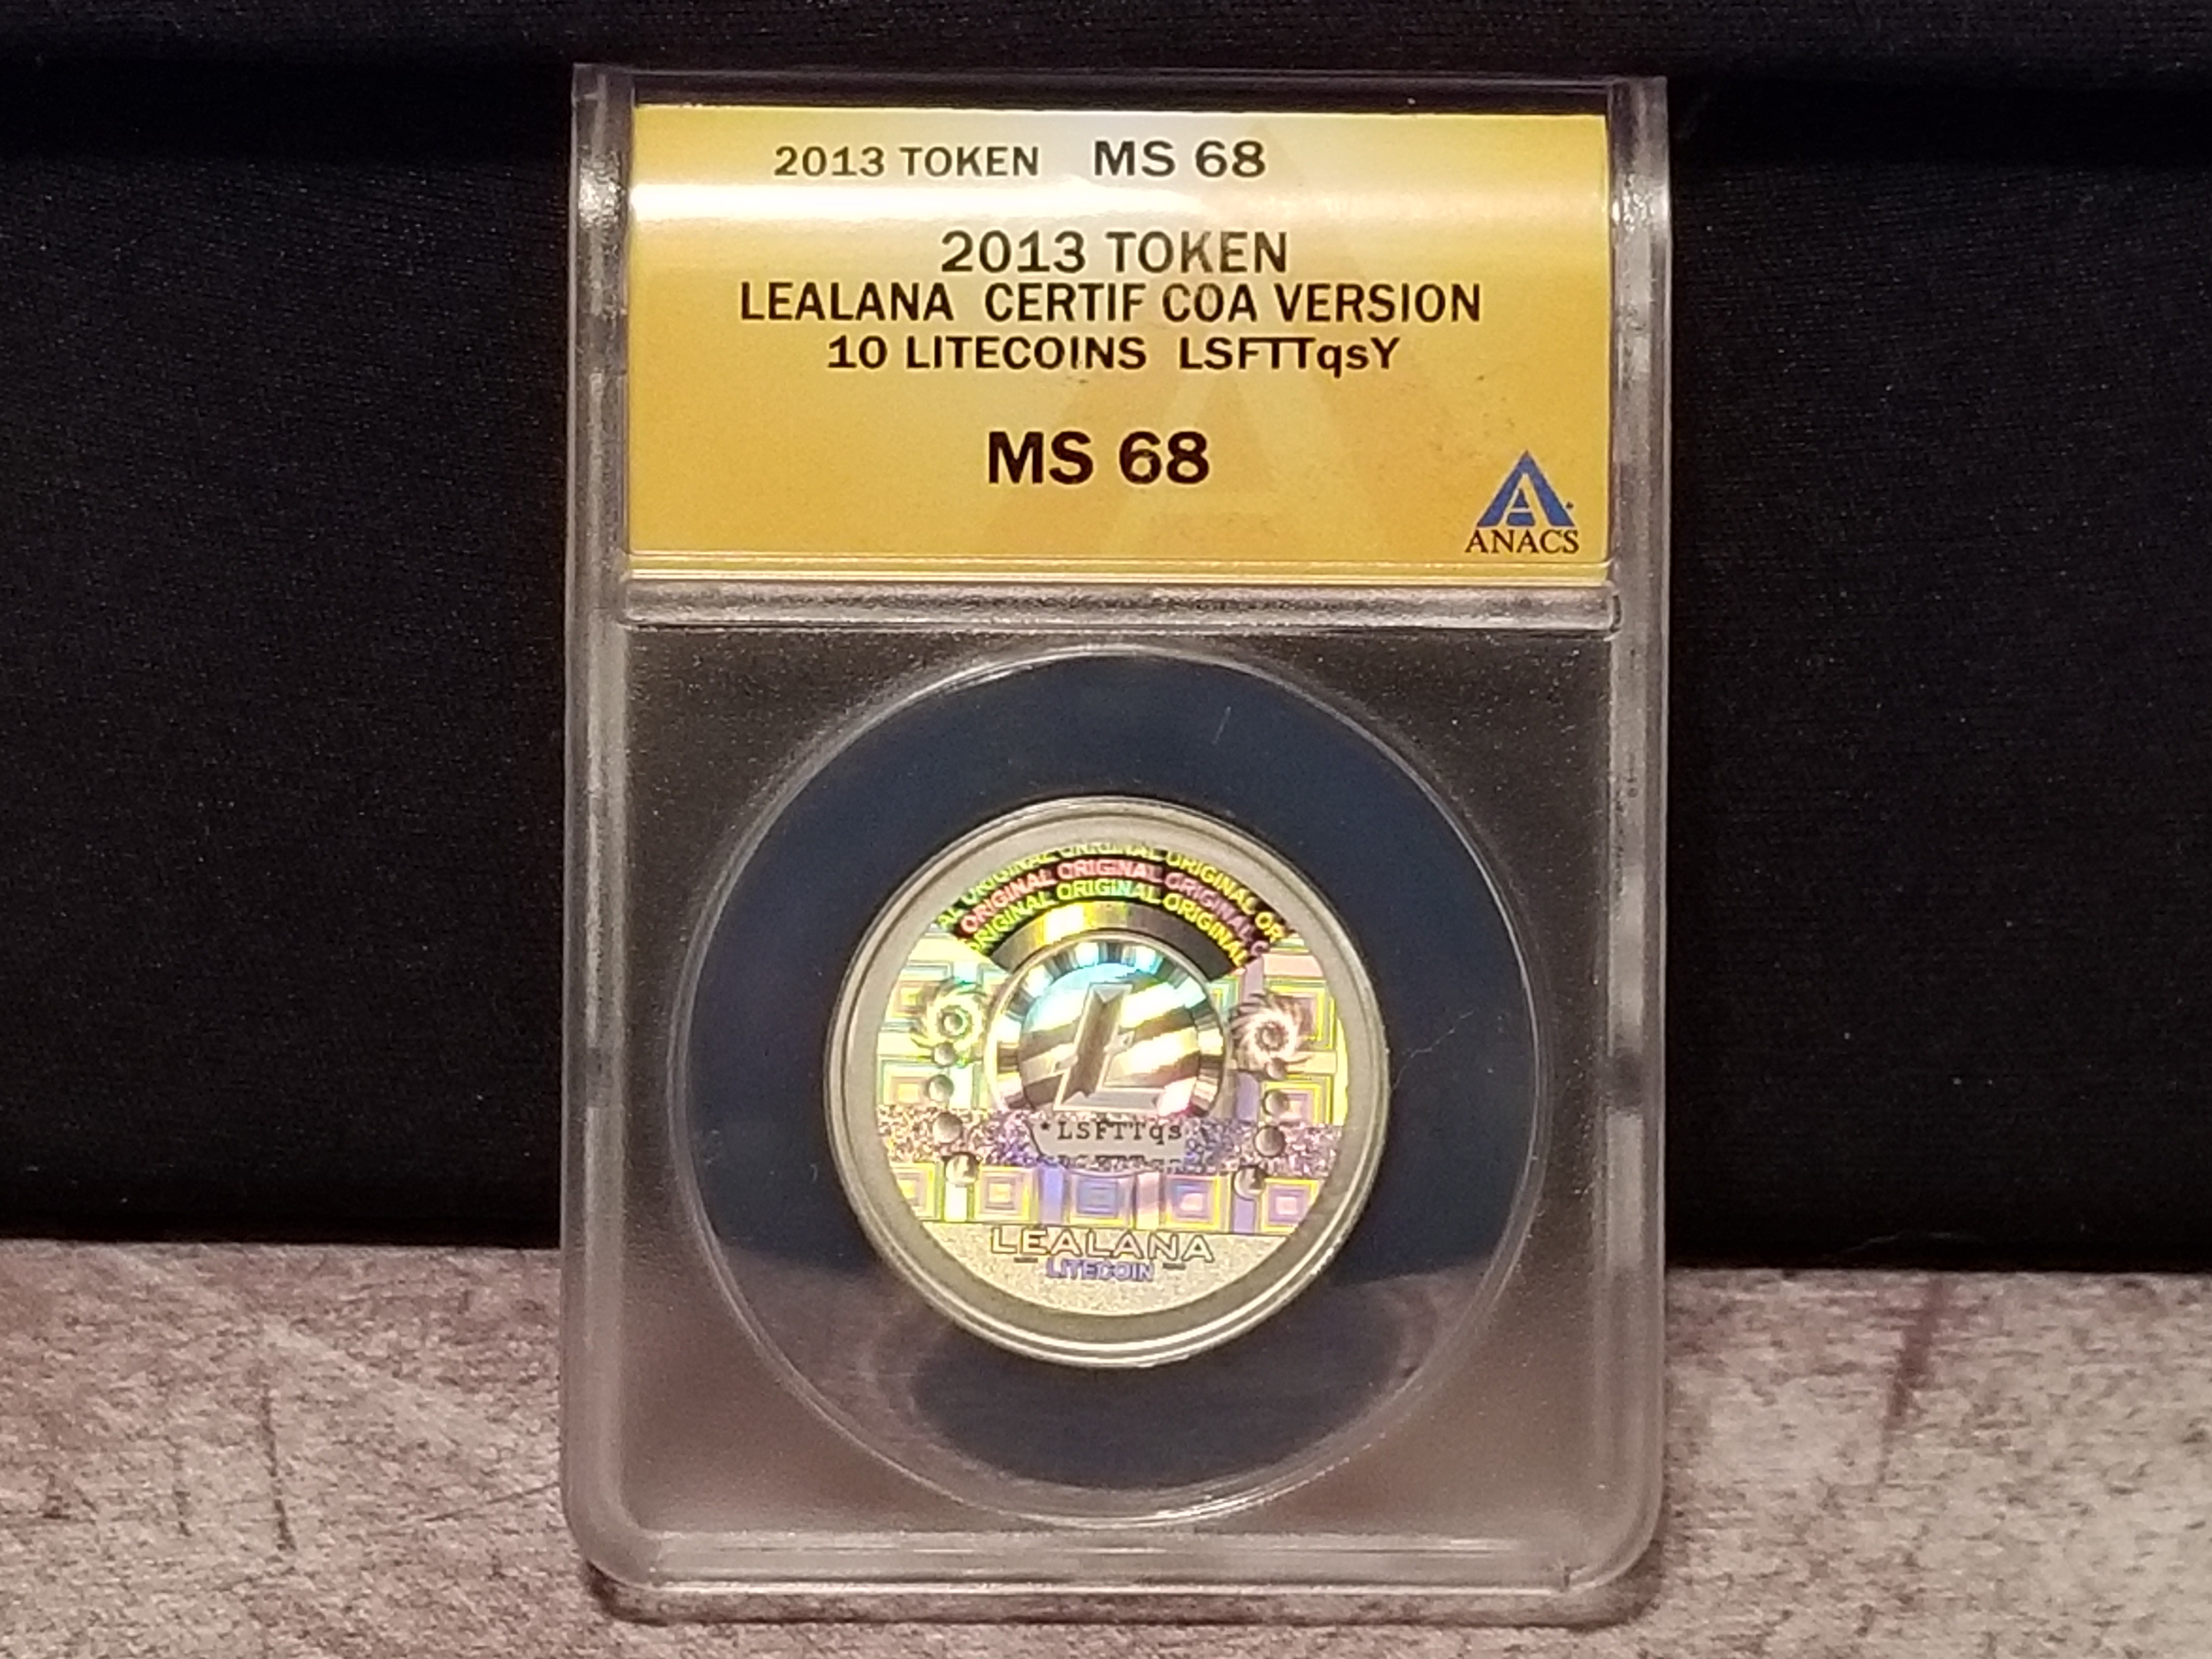 2013 TOKEN MS 68
2013 TOKEN
LEALANA CERTIF COA VERSION
10 LITECOINS LSFTTqsY
MS 68
ANACS
ORIGINAL ORIGINAL ORIGINAL
ORIGINAL ORIGINAL ORIGINAL
ORIGINAL ORIGINAL ORIGINAL
*LSFTTqs
LEALANA
LITECOIN